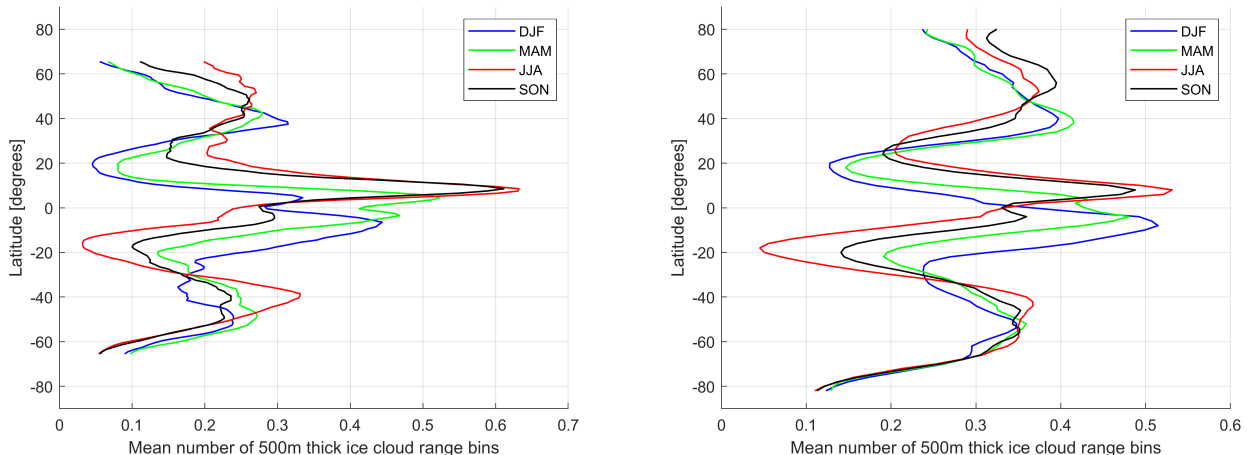 80
60
40
20
0
-20
-40
-60
-80
Latitude [degrees]
DJF
MAM
JJA
SON
0
0.1
0.2
0.3
0.4
0.5
0.6
0.7
Mean number of 500m thick ice cloud range bins
80
60
40
20
0
-20
-40
-60
-80
Latitude [degrees]
DJF
MAM
JJA
SON
0
0.1
0.2
0.3
0.4
0.5
0.6
Mean number of 500m thick ice cloud range bins